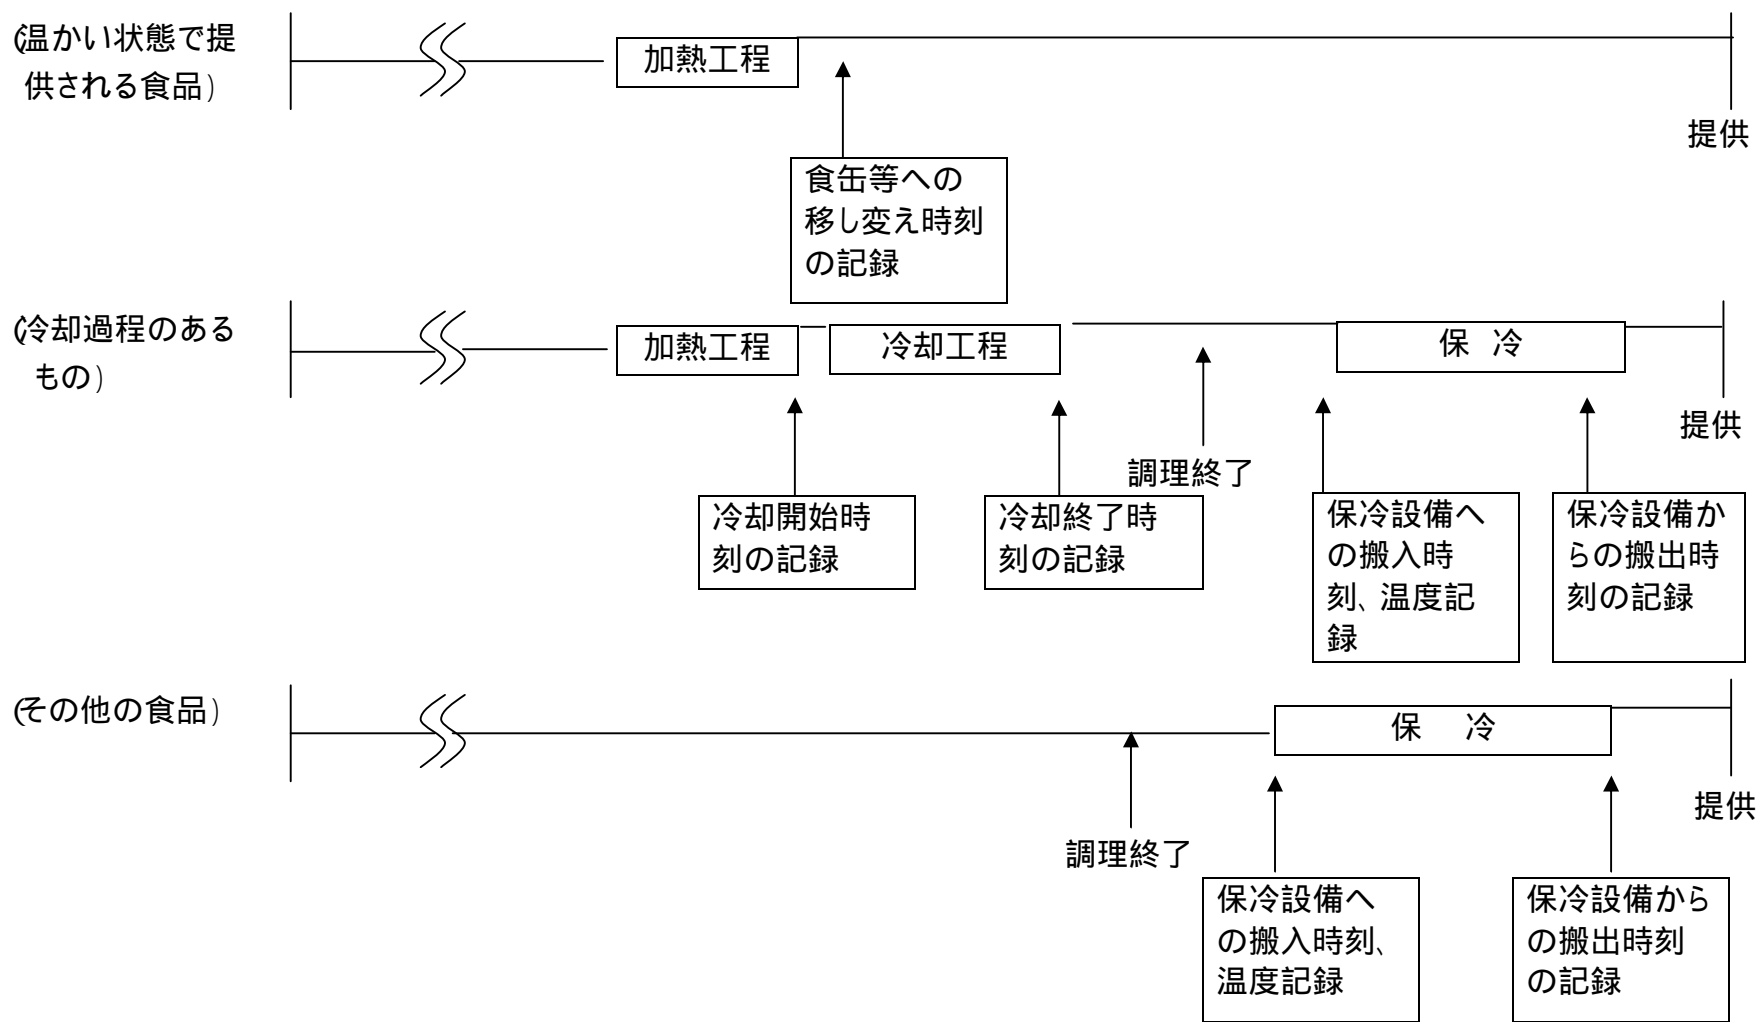 (温かい状態で提
供される食品)
加熱工程
提供
食缶等への
移し変え時刻
の記録
(冷却過程のある
もの)
加熱工程
冷却工程
保 冷
提供
調理終了
冷却開始時
刻の記録
冷却終了時
刻の記録
保冷設備へ
の搬入時
刻、温度記
録
保冷設備か
らの搬出時
刻の記録
(その他の食品)
保 冷
提供
調理終了
保冷設備へ
の搬入時刻、
温度記録
保冷設備から
の搬出時刻
の記録